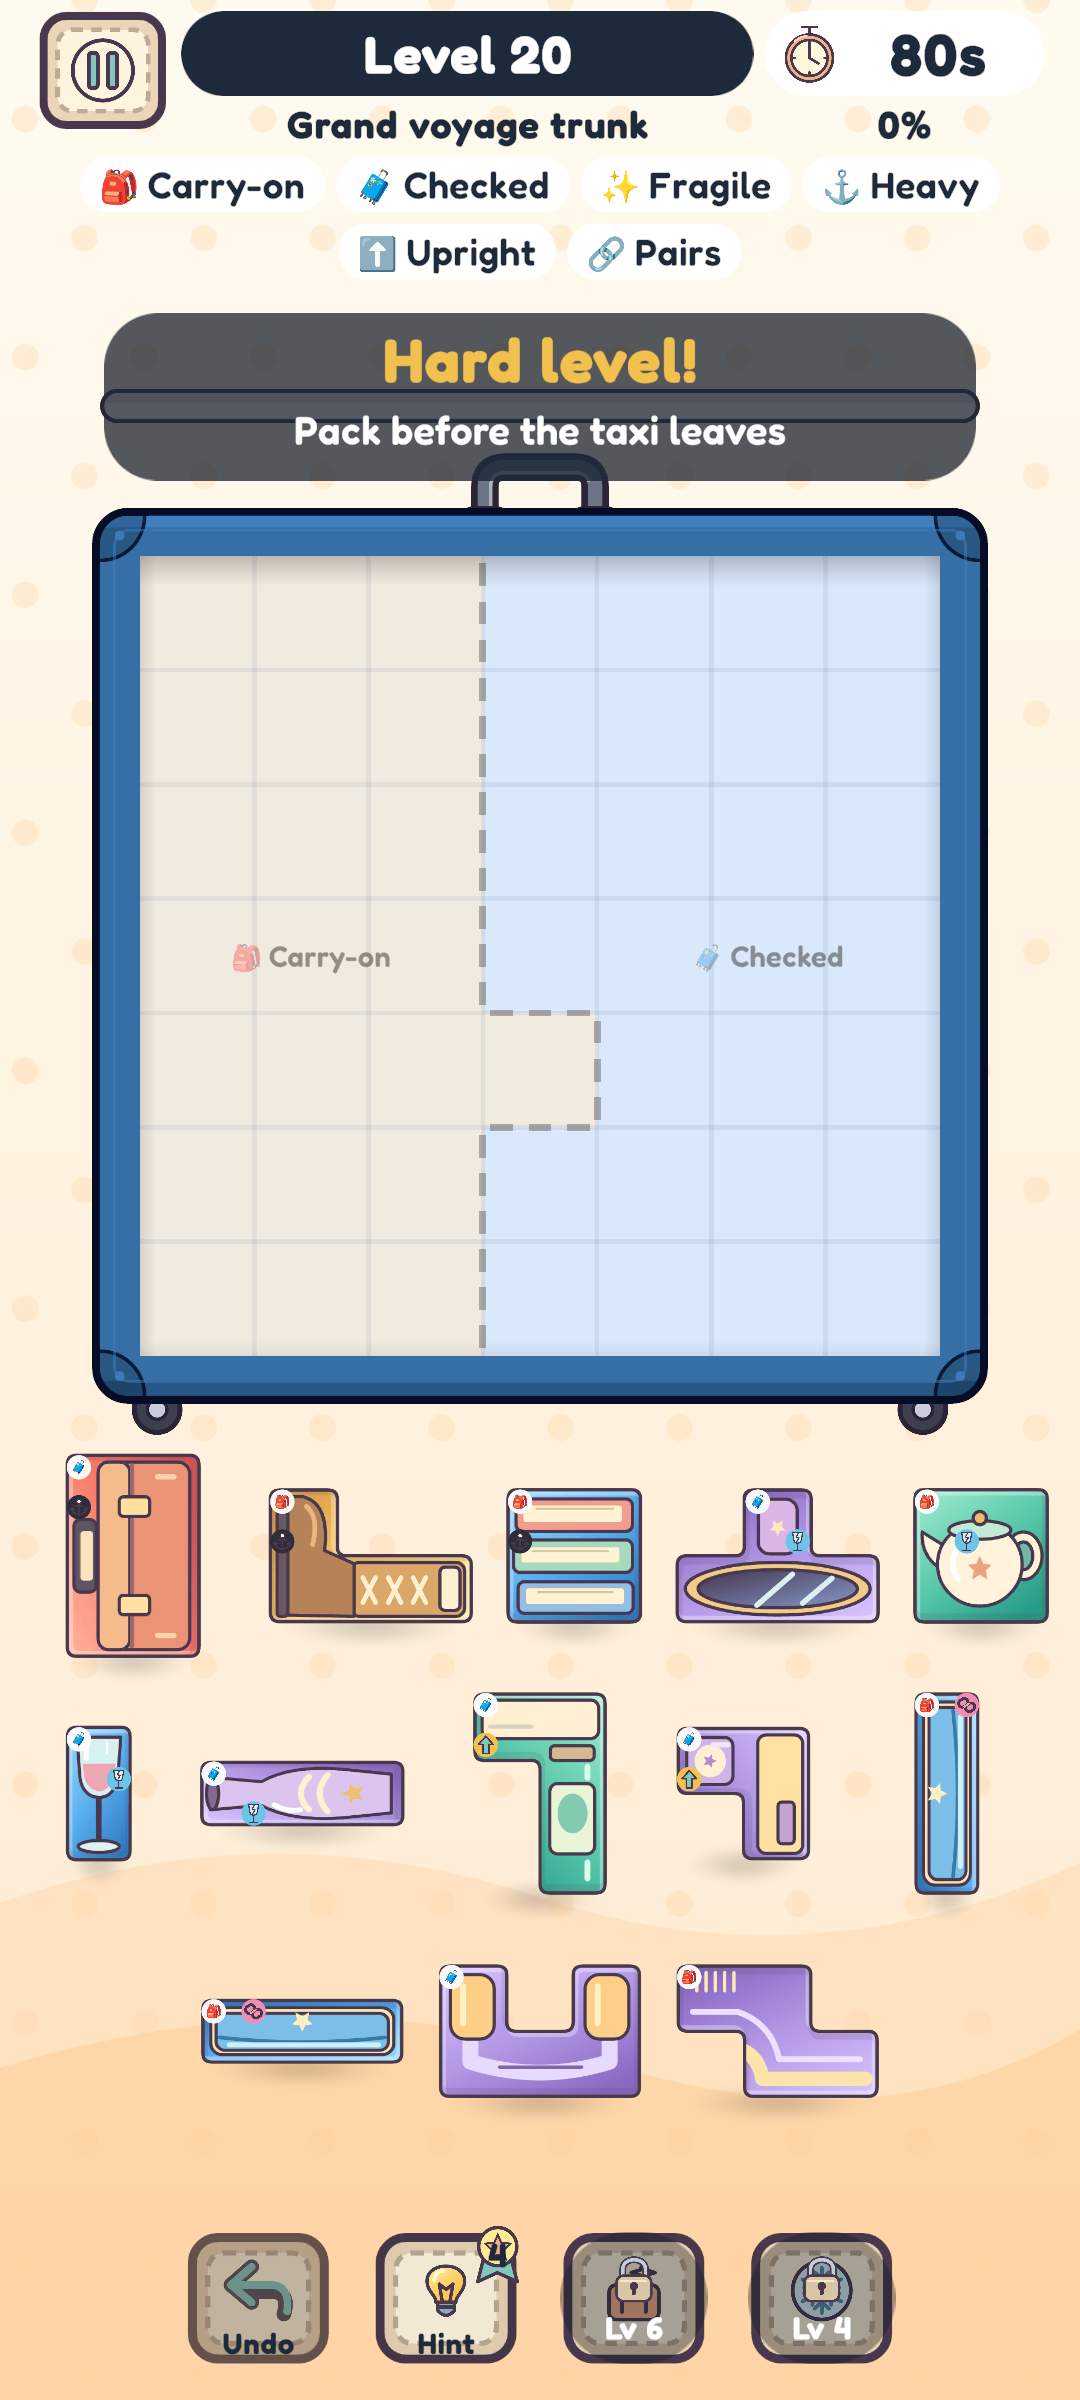 Level 20
80s
Grand voyage trunk
0%
Carry-on
Checked
Fragile
Heavy
Upright
Pairs
Hard level!
Pack before the taxi leaves
Carry-on
Checked
XXX
4
Undo
Hint
Lv 6
Lv 4